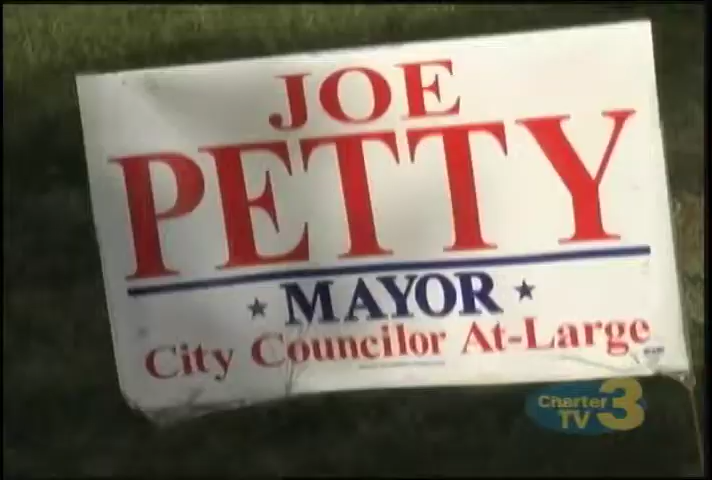 JOE
PETTY
★ MAYOR ★
City Councilor At-Large
Charter
TV 3